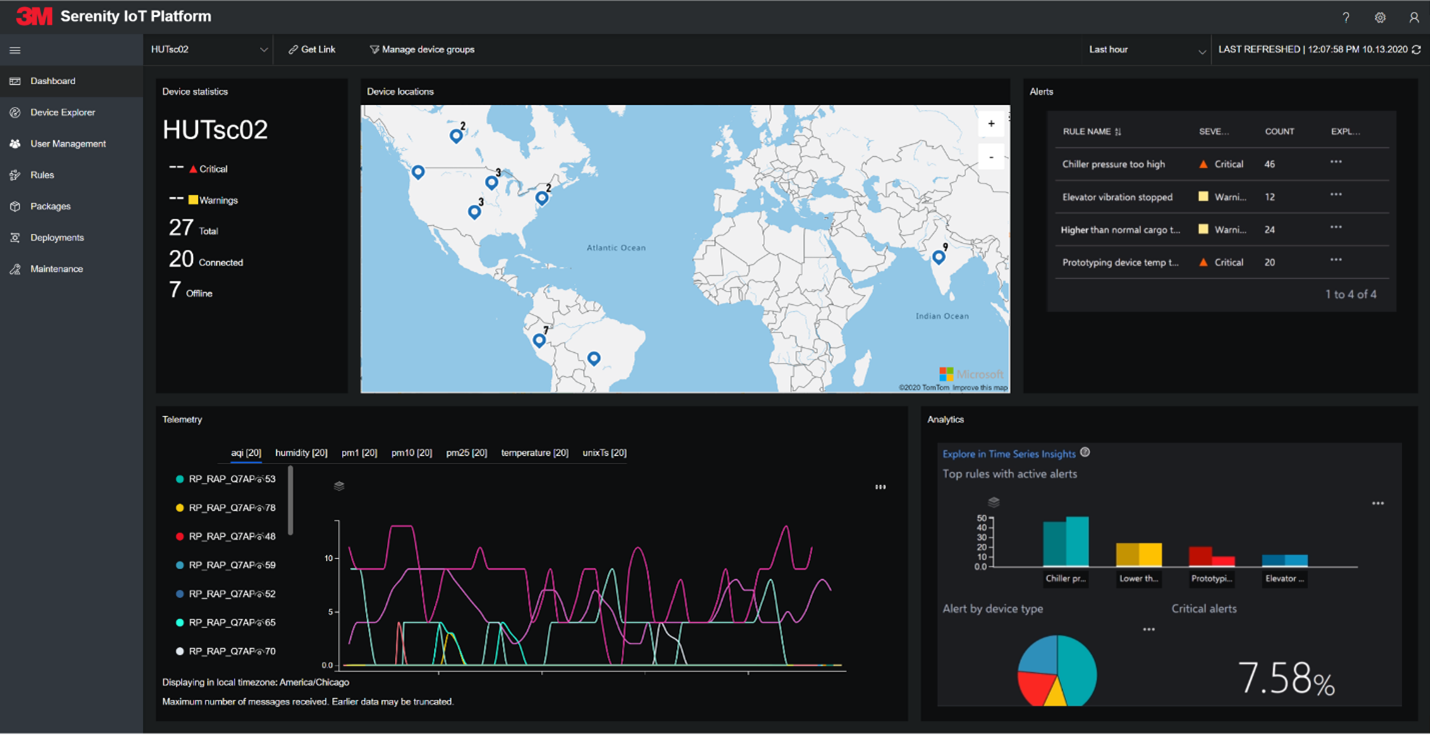 3M Serenity IoT Platform
?
HUTsc02
Get Link
Manage device groups
Last hour
LAST REFRESHED | 12:07:58 PM 10.13.2020
Dashboard
Device Explorer
User Management
Rules
Packages
Deployments
Maintenance
Device statistics
HUTsc02
-- Critical
-- Warnings
27 Total
20 Connected
7 Offline
Device locations
+
-
2
3
2
3
9
7
Atlantic Ocean
Indian Ocean
Microsoft
©2020 TomTom Improve this map
Alerts
RULE NAME SEVE... COUNT EXPL...
Chiller pressure too high Critical 46 ...
Elevator vibration stopped Warni... 12 ...
Higher than normal cargo t... Warni... 24 ...
Prototyping device temp t... Critical 20 ...
1 to 4 of 4
Telemetry
aqi [20] humidity [20] pm1 [20] pm10 [20] pm25 [20] temperature [20] unixTs [20]
RP_RAP_Q7AP 53
RP_RAP_Q7AP 78
RP_RAP_Q7AP 48
RP_RAP_Q7AP 59
RP_RAP_Q7AP 52
RP_RAP_Q7AP 65
RP_RAP_Q7AP 70
10
5
0.0
Displaying in local timezone: America/Chicago
Maximum number of messages received. Earlier data may be truncated.
Analytics
Explore in Time Series Insights
Top rules with active alerts
50
40
30
20
10
0.0
Chiller pr... Lower th... Prototypi... Elevator ...
Alert by device type
Critical alerts
7.58%